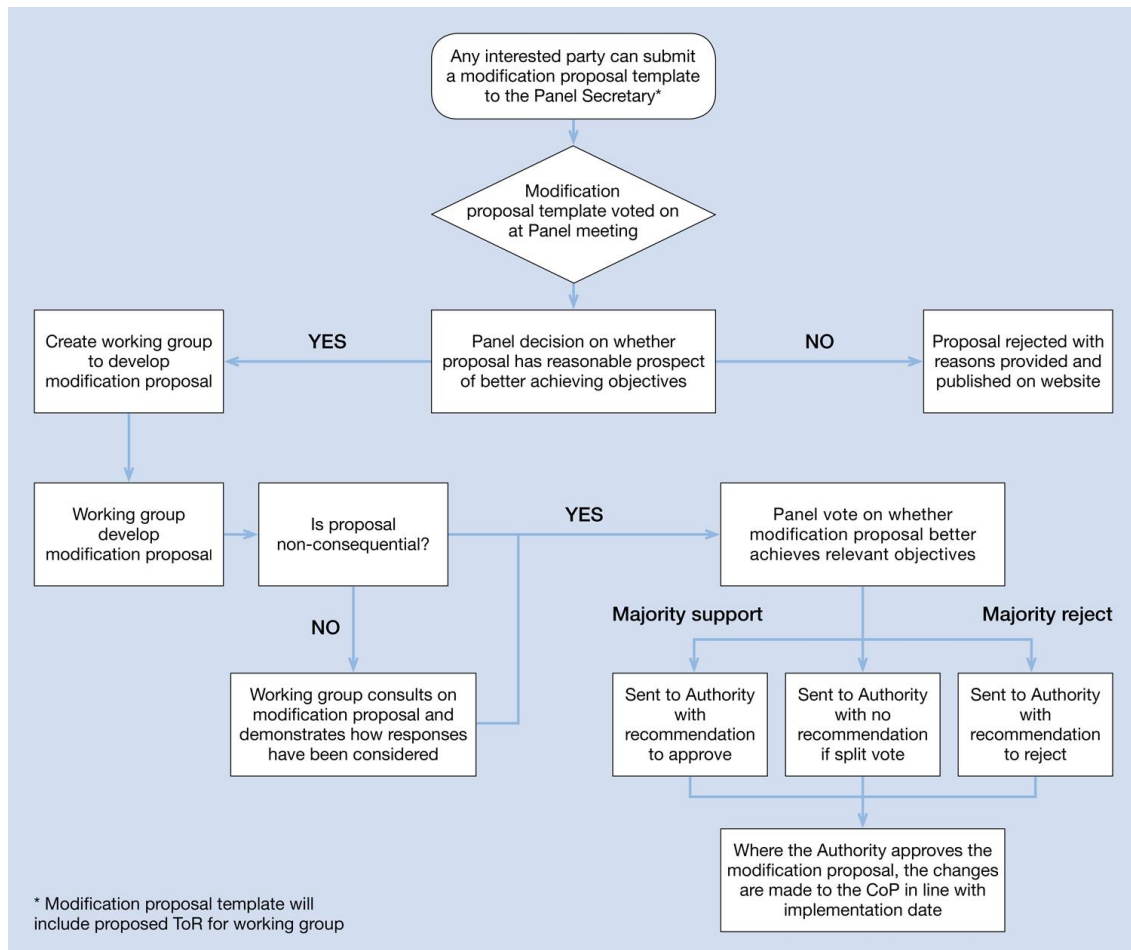 Any interested party can submit
a modification proposal template
to the Panel Secretary*
Modification
proposal template voted on
at Panel meeting
Create working group
to develop
modification proposal
YES
Panel decision on whether
proposal has reasonable prospect
of better achieving objectives
NO
Proposal rejected with
reasons provided and
published on website
Working group
develop
modification proposal
Is proposal
non-consequential?
YES
Panel vote on whether
modification proposal better
achieves relevant objectives
NO
Majority support
Majority reject
Working group consults on
modification proposal and
demonstrates how responses
have been considered
Sent to Authority
with
recommendation
to approve
Sent to Authority
with no
recommendation
if split vote
Sent to Authority
with
recommendation
to reject
Where the Authority approves the
modification proposal, the changes
are made to the CoP in line with
implementation date
* Modification proposal template will
include proposed ToR for working group